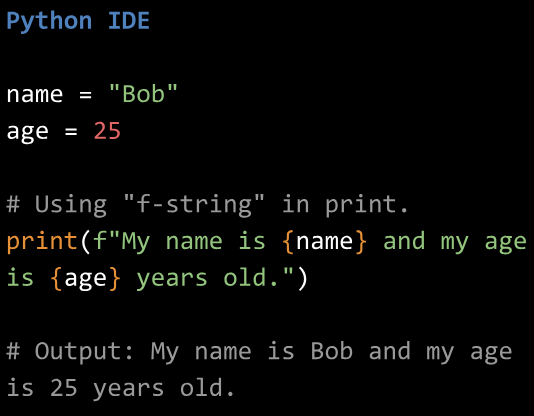 Python IDE
name = "Bob"
age = 25
# Using "f-string" in print.
print(f"My name is {name} and my age
is {age} years old.")
# Output: My name is Bob and my age
is 25 years old.